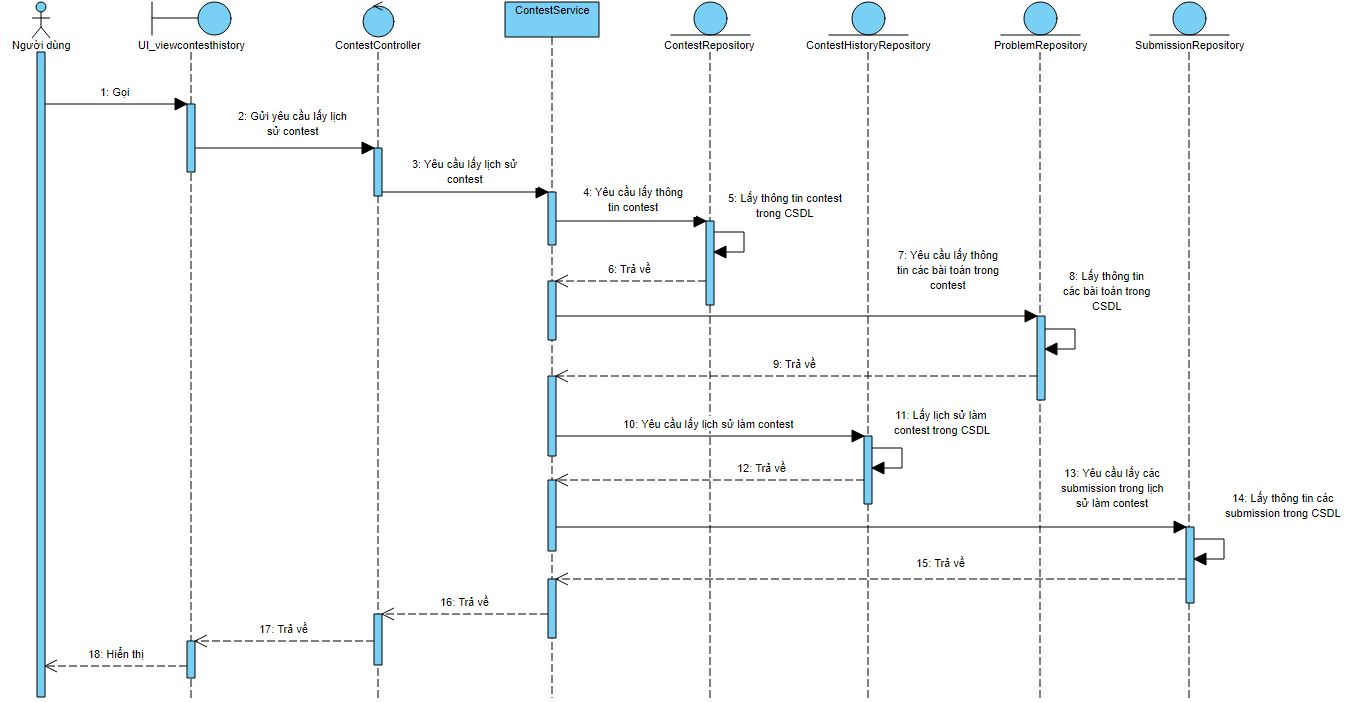 Người dùng
UI_viewcontesthistory
ContestController
ContestService
ContestRepository
ContestHistoryRepository
ProblemRepository
SubmissionRepository
1: Gọi
2: Gửi yêu cầu lấy lịch
sử contest
3: Yêu cầu lấy lịch sử
contest
4: Yêu cầu lấy thông
tin contest
5: Lấy thông tin contest
trong CSDL
6: Trả về
7: Yêu cầu lấy thông
tin các bài toán trong
contest
8: Lấy thông tin
các bài toán trong
CSDL
9: Trả về
10: Yêu cầu lấy lịch sử làm contest
11: Lấy lịch sử làm
contest trong CSDL
12: Trả về
13: Yêu cầu lấy các
submission trong lịch
sử làm contest
14: Lấy thông tin các
submission trong CSDL
15: Trả về
16: Trả về
17: Trả về
18: Hiển thị